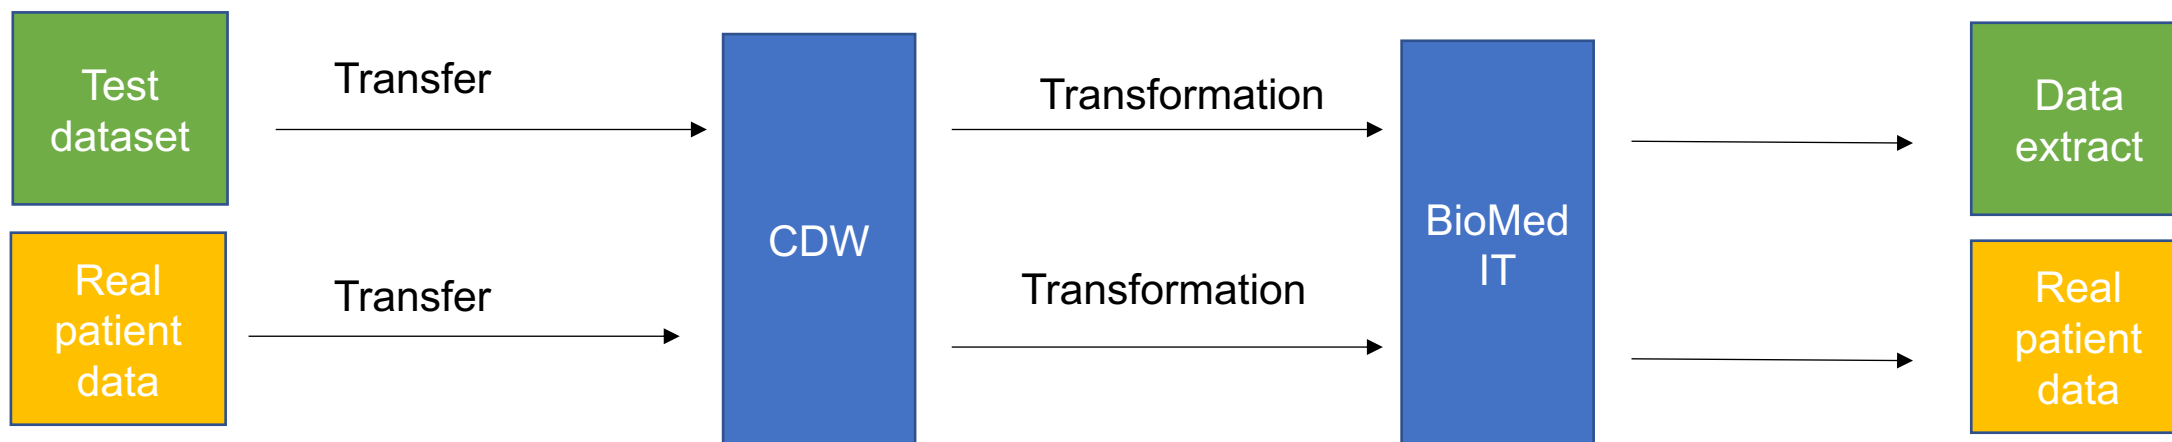 Test
dataset
Transfer
CDW
Transformation
BioMed
IT
Data
extract
Real
patient
data
Transfer
Transformation
Real
patient
data